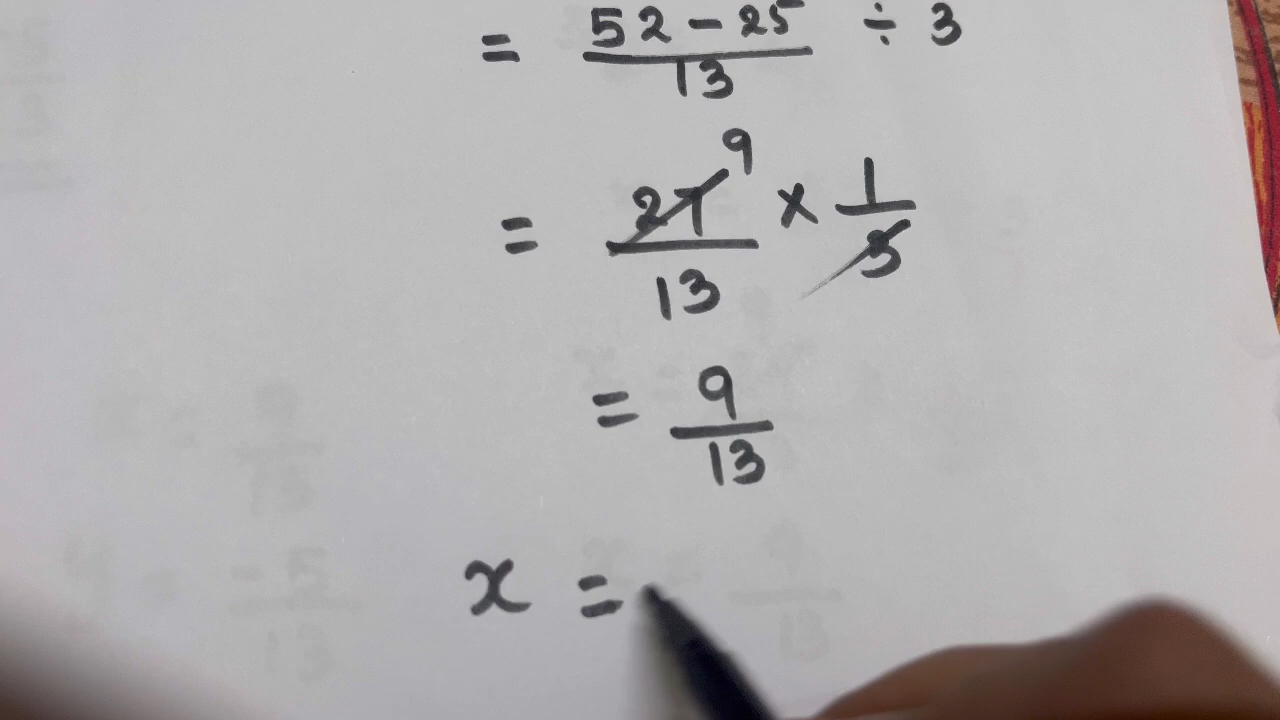 = 52 - 25 / 13 ÷ 3
= 27 / 13 9 × 1 / 3
= 9 / 13
x =